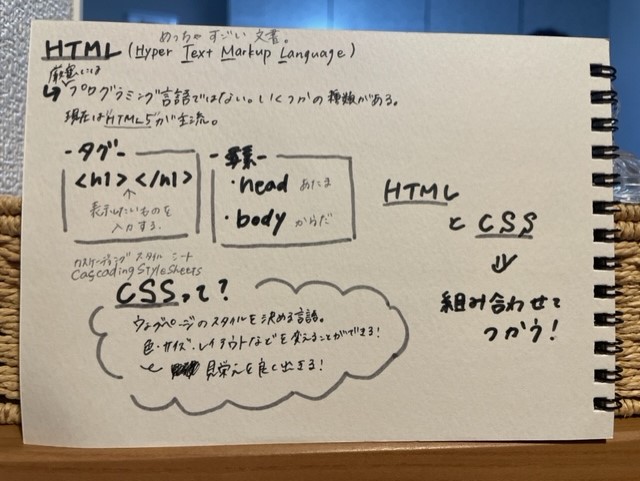 めっちゃすごい文書。
HTML (Hyper Text Markup Language)
厳密には
↳プログラミング言語ではない。いくつかの種類がある。
現在はHTML5が主流。
-タグ-
<h1></h1>
↑
表示したいものを
入力する。
-要素-
・head あたま
・body からだ
HTML
と CSS
⇓
組み合わせて
つかう!
カスケーディング スタイル シート
Cascading StyleSheets
CSSって?
ウェブページのスタイルを決める言語。
色・サイズ・レイアウトなどを変えることができる!
見栄えを良く出きる!